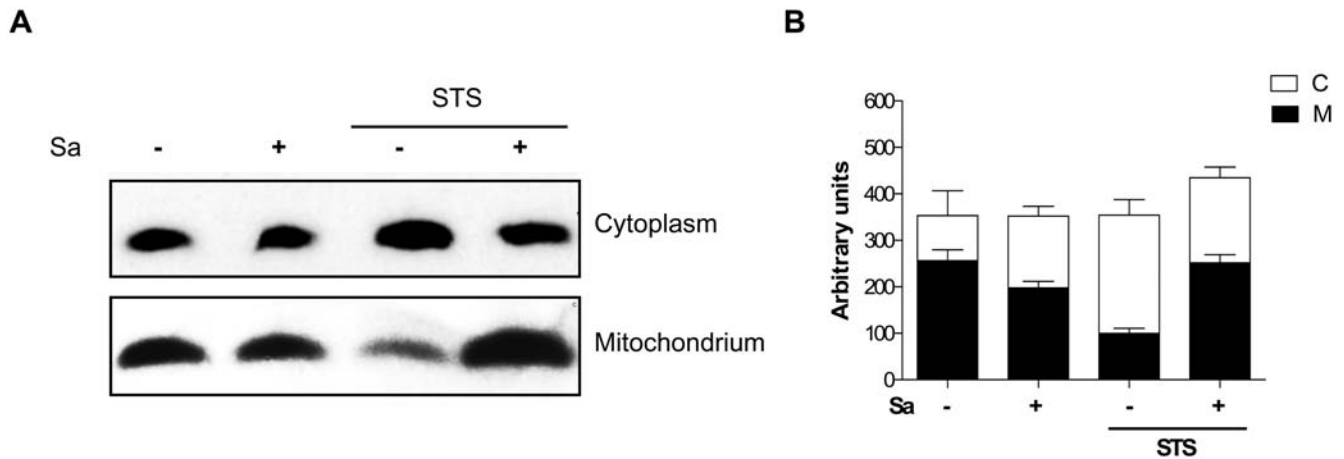 A
STS
Sa - + - +
Cytoplasm
Mitochondrium
B
C
M
Arbitrary units
600
500
400
300
200
100
0
Sa - + - +
STS